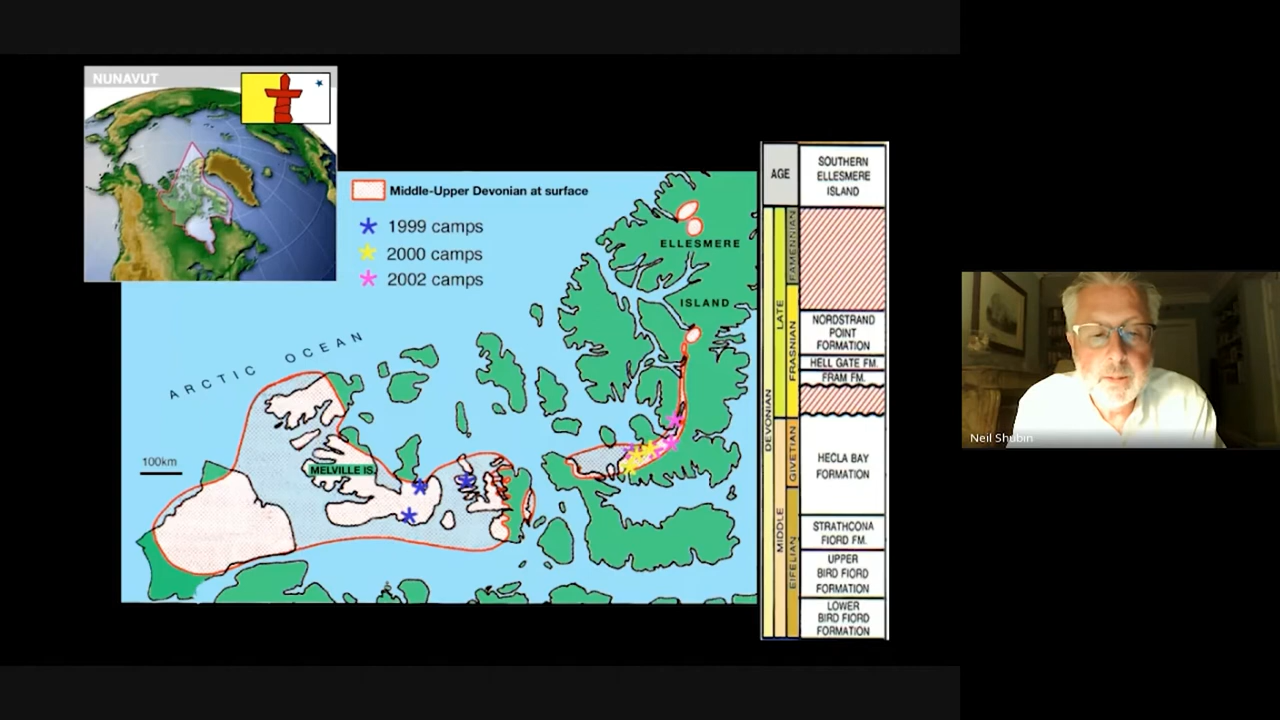 NUNAVUT
Middle-Upper Devonian at surface
1999 camps
2000 camps
2002 camps
ELLESMERE
ISLAND
ARCTIC OCEAN
100km
MELVILLE IS.
AGE
SOUTHERN
ELLESMERE
ISLAND
DEVONIAN
LATE
MIDDLE
FAMENNIAN
FRASNIAN
GIVETIAN
EIFELIAN
NORDSTRAND
POINT
FORMATION
HELL GATE FM.
FRAM FM.
HECLA BAY
FORMATION
STRATHCONA
FIORD FM.
UPPER
BIRD FIORD
FORMATION
LOWER
BIRD FIORD
FORMATION
Neil Shubin